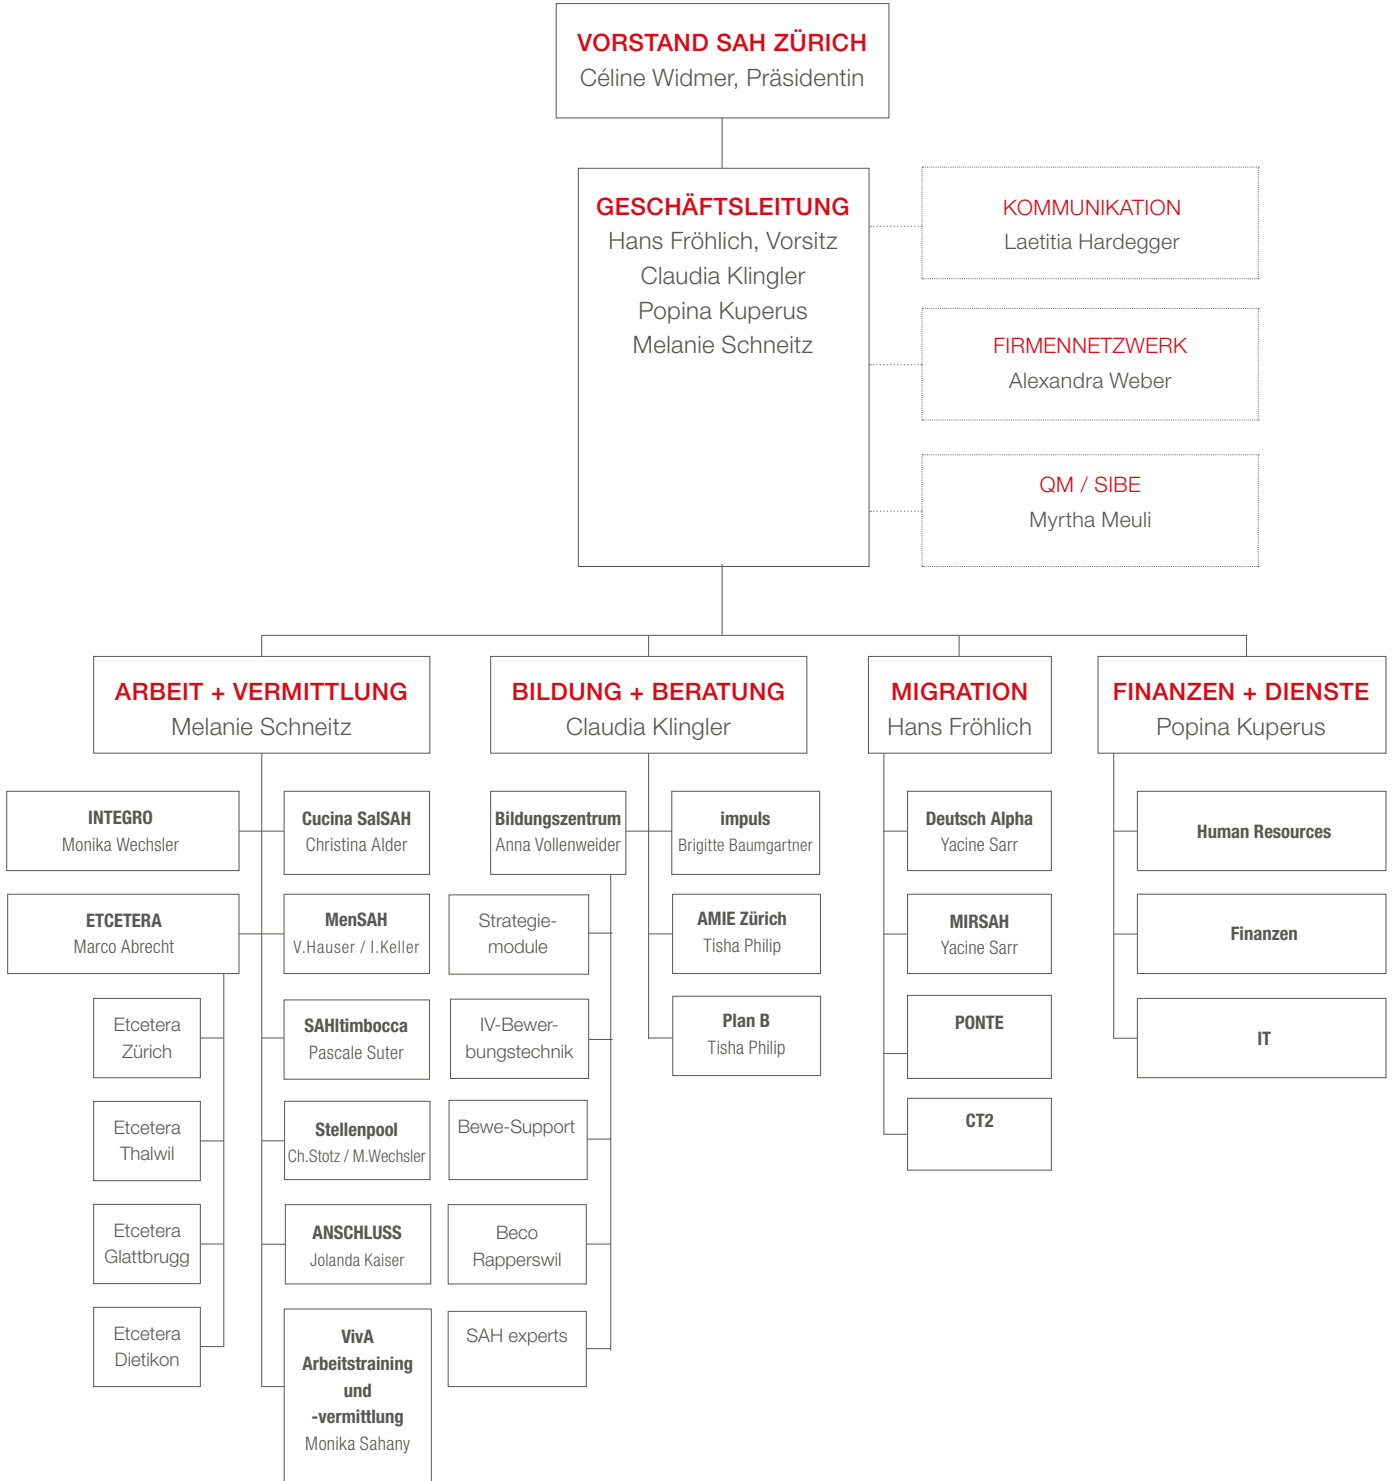 VORSTAND SAH ZÜRICH
Céline Widmer, Präsidentin
GESCHÄFTSLEITUNG
Hans Fröhlich, Vorsitz
Claudia Klingler
Popina Kuperus
Melanie Schneitz
KOMMUNIKATION
Laetitia Hardegger
FIRMENNETZWERK
Alexandra Weber
QM / SIBE
Myrtha Meuli
ARBEIT + VERMITTLUNG
Melanie Schneitz
INTEGRO
Monika Wechsler
ETCETERA
Marco Abrecht
Etcetera
Zürich
Etcetera
Thalwil
Etcetera
Glattbrugg
Etcetera
Dietikon
Cucina SalSAH
Christina Alder
MenSAH
V.Hauser / I.Keller
SAHltimbocca
Pascale Suter
Stellenpool
Ch.Stotz / M.Wechsler
ANSCHLUSS
Jolanda Kaiser
VivA
Arbeitstraining
und
-vermittlung
Monika Sahany
BILDUNG + BERATUNG
Claudia Klingler
Bildungszentrum
Anna Vollenweider
Strategie-
module
IV-Bewer-
bungstechnik
Bewe-Support
Beco
Rapperswil
SAH experts
impuls
Brigitte Baumgartner
AMIE Zürich
Tisha Philip
Plan B
Tisha Philip
MIGRATION
Hans Fröhlich
Deutsch Alpha
Yacine Sarr
MIRSAH
Yacine Sarr
PONTE
CT2
FINANZEN + DIENSTE
Popina Kuperus
Human Resources
Finanzen
IT